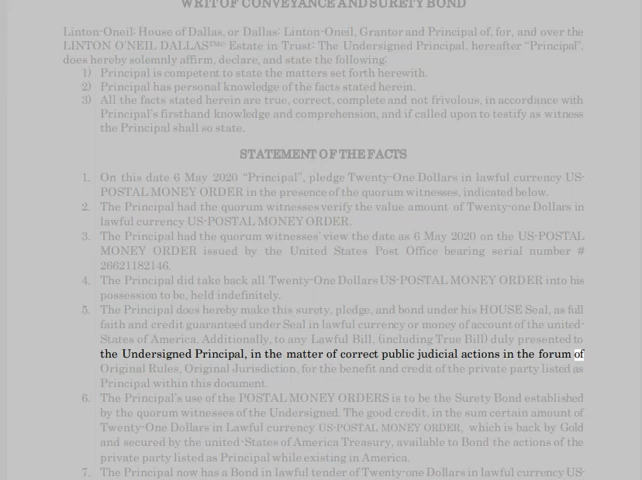 WRIT OF CONVEYANCE AND SURETY BOND
Linton-Oneil: House of Dallas, or Dallas: Linton-Oneil, Grantor and Principal of, for, and over the
LINTON O'NEIL DALLAS™ Estate in Trust: The Undersigned Principal, hereafter "Principal",
does hereby solemnly affirm, declare, and state the following:
1) Principal is competent to state the matters set forth herewith.
2) Principal has personal knowledge of the facts stated herein.
3) All the facts stated herein are true, correct, complete and not frivolous, in accordance with
Principal's firsthand knowledge and comprehension, and if called upon to testify as witness
the Principal shall so state.
STATEMENT OF THE FACTS
1. On this date 6 May 2020 "Principal", pledge Twenty-One Dollars in lawful currency US-
POSTAL MONEY ORDER in the presence of the quorum witnesses, indicated below.
2. The Principal had the quorum witnesses verify the value amount of Twenty-one Dollars in
lawful currency US-POSTAL MONEY ORDER.
3. The Principal had the quorum witnesses' view the date as 6 May 2020 on the US-POSTAL
MONEY ORDER issued by the United States Post Office bearing serial number #
26621182146.
4. The Principal did take back all Twenty-One Dollars US-POSTAL MONEY ORDER into his
possession to be, held indefinitely.
5. The Principal does hereby make this surety, pledge, and bond under his HOUSE Seal, as full
faith and credit guaranteed under Seal in lawful currency or money of account of the united-
States of America. Additionally, to any Lawful Bill, (including True Bill) duly presented to
the Undersigned Principal, in the matter of correct public judicial actions in the forum of
Original Rules, Original Jurisdiction, for the benefit and credit of the private party listed as
Principal within this document.
6. The Principal's use of the POSTAL MONEY ORDERS is to be the Surety Bond established
by the quorum witnesses of the Undersigned. The good credit, in the sum certain amount of
Twenty-One Dollars in Lawful currency US-POSTAL MONEY ORDER, which is back by Gold
and secured by the united-States of America Treasury, available to Bond the actions of the
private party listed as Principal while existing in America.
7. The Principal now has a Bond in lawful tender of Twenty-one Dollars in lawful currency US-